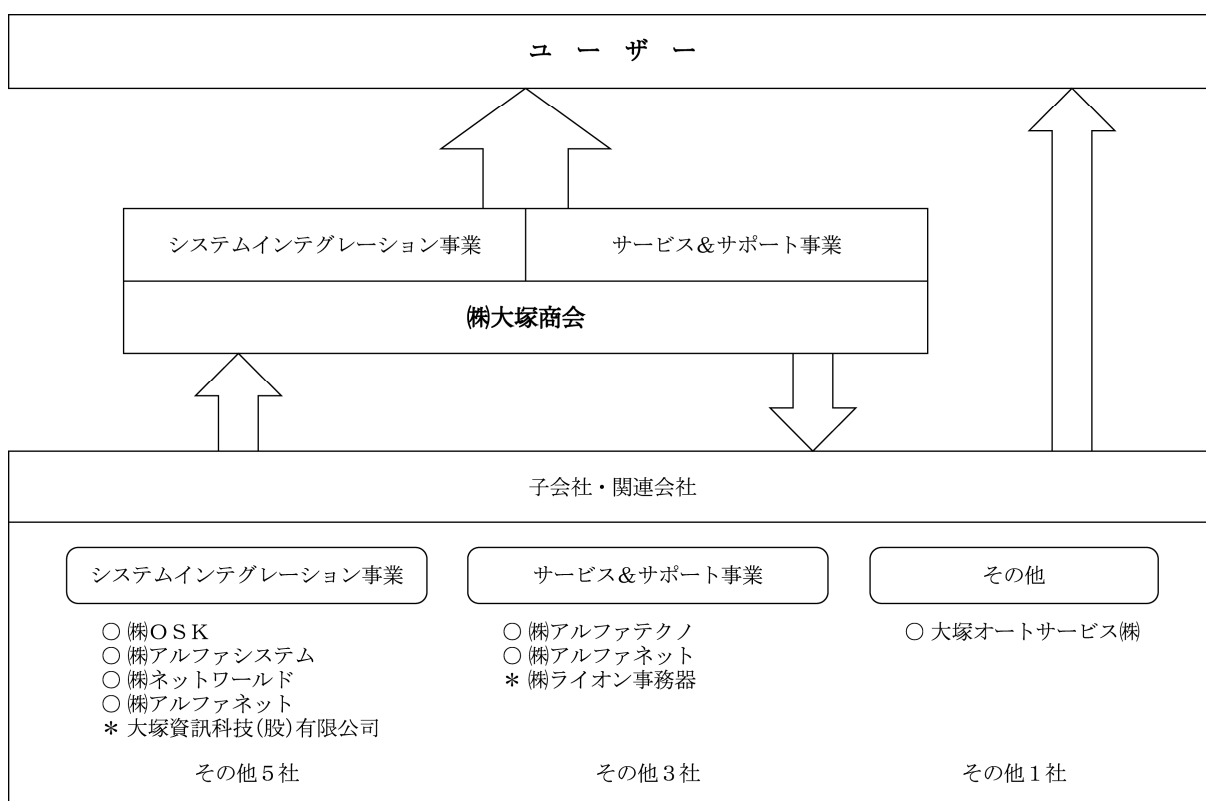 ユ ー ザ ー
システムインテグレーション事業
サービス&サポート事業
㈱大塚商会
子会社・関連会社
システムインテグレーション事業
○ ㈱OSK
○ ㈱アルファシステム
○ ㈱ネットワールド
○ ㈱アルファネット
* 大塚資訊科技(股)有限公司
その他5社
サービス&サポート事業
○ ㈱アルファテクノ
○ ㈱アルファネット
* ㈱ライオン事務器
その他3社
その他
○ 大塚オートサービス㈱
その他1社